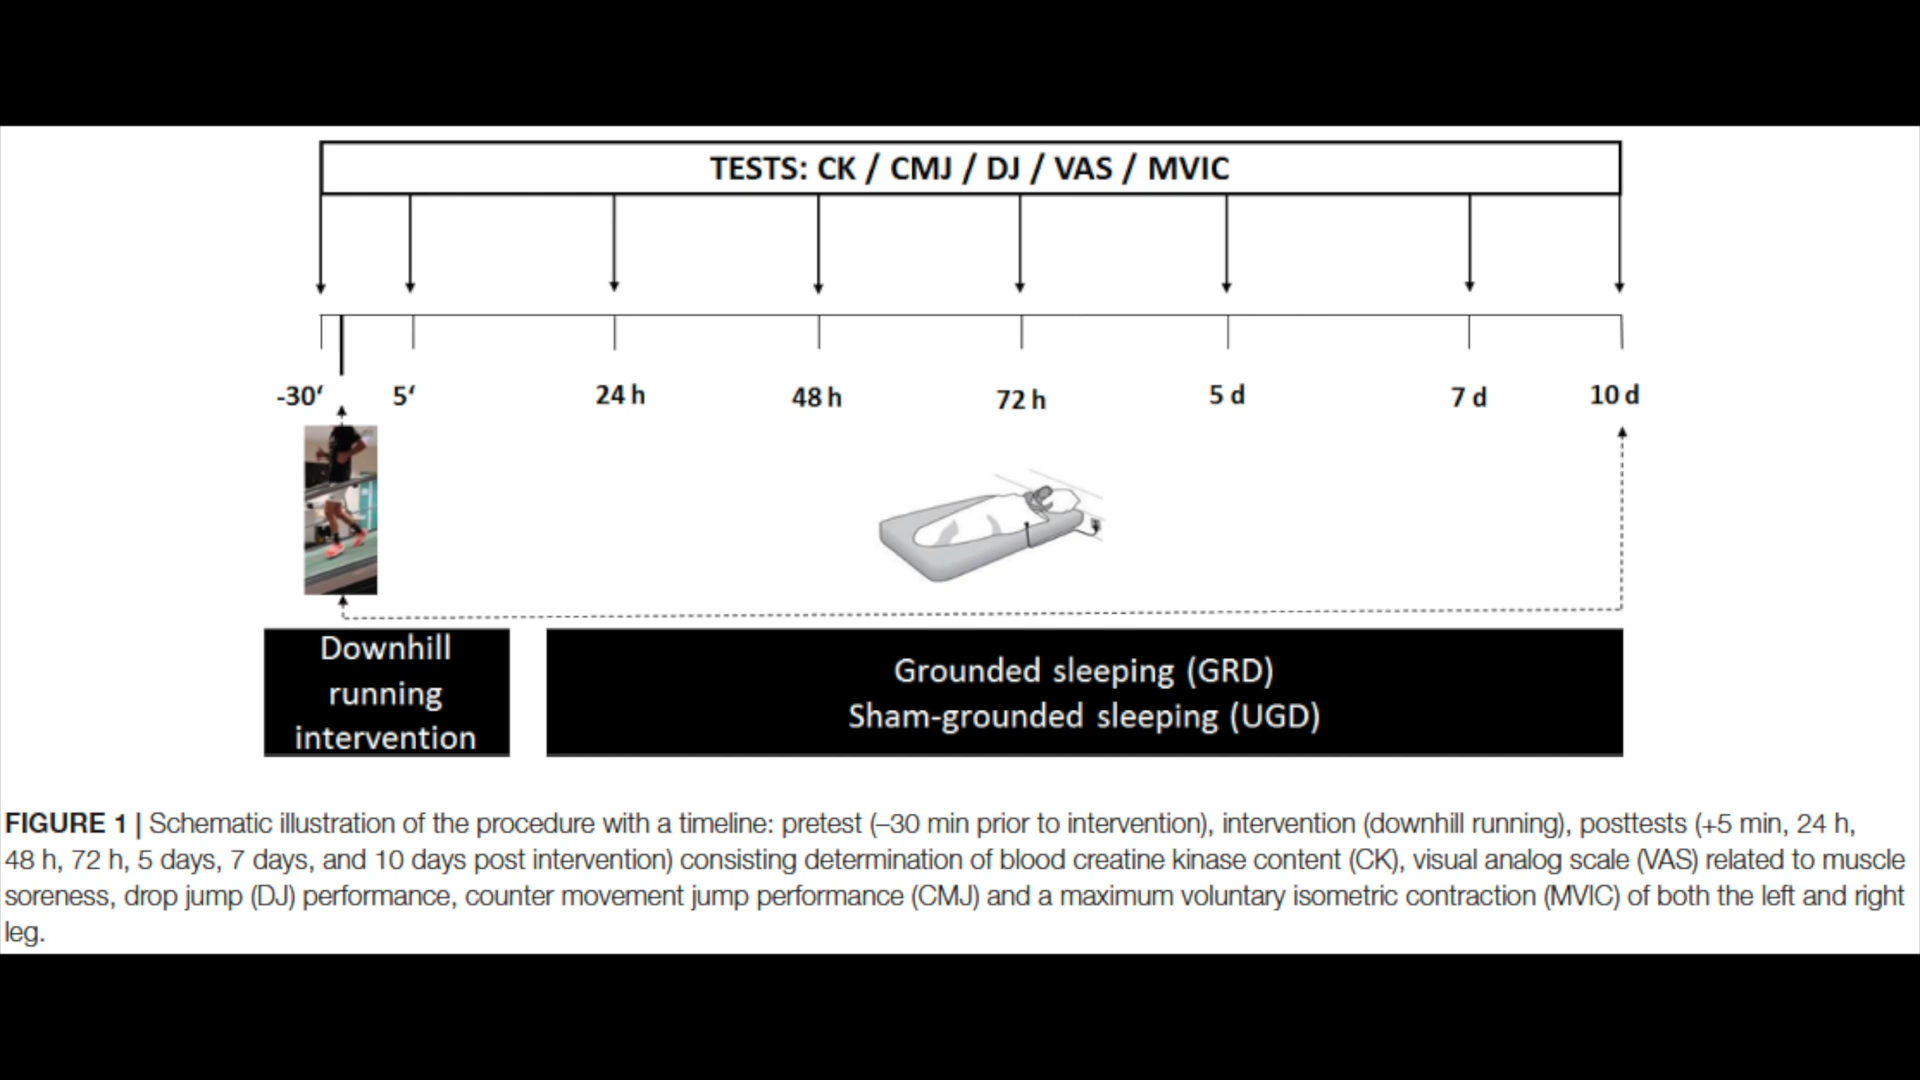 TESTS: CK / CMJ / DJ / VAS / MVIC
-30‘ 5‘ 24 h 48 h 72 h 5 d 7 d 10 d
Downhill
running
intervention
Grounded sleeping (GRD)
Sham-grounded sleeping (UGD)
FIGURE 1 | Schematic illustration of the procedure with a timeline: pretest (–30 min prior to intervention), intervention (downhill running), posttests (+5 min, 24 h,
48 h, 72 h, 5 days, 7 days, and 10 days post intervention) consisting determination of blood creatine kinase content (CK), visual analog scale (VAS) related to muscle
soreness, drop jump (DJ) performance, counter movement jump performance (CMJ) and a maximum voluntary isometric contraction (MVIC) of both the left and right
leg.